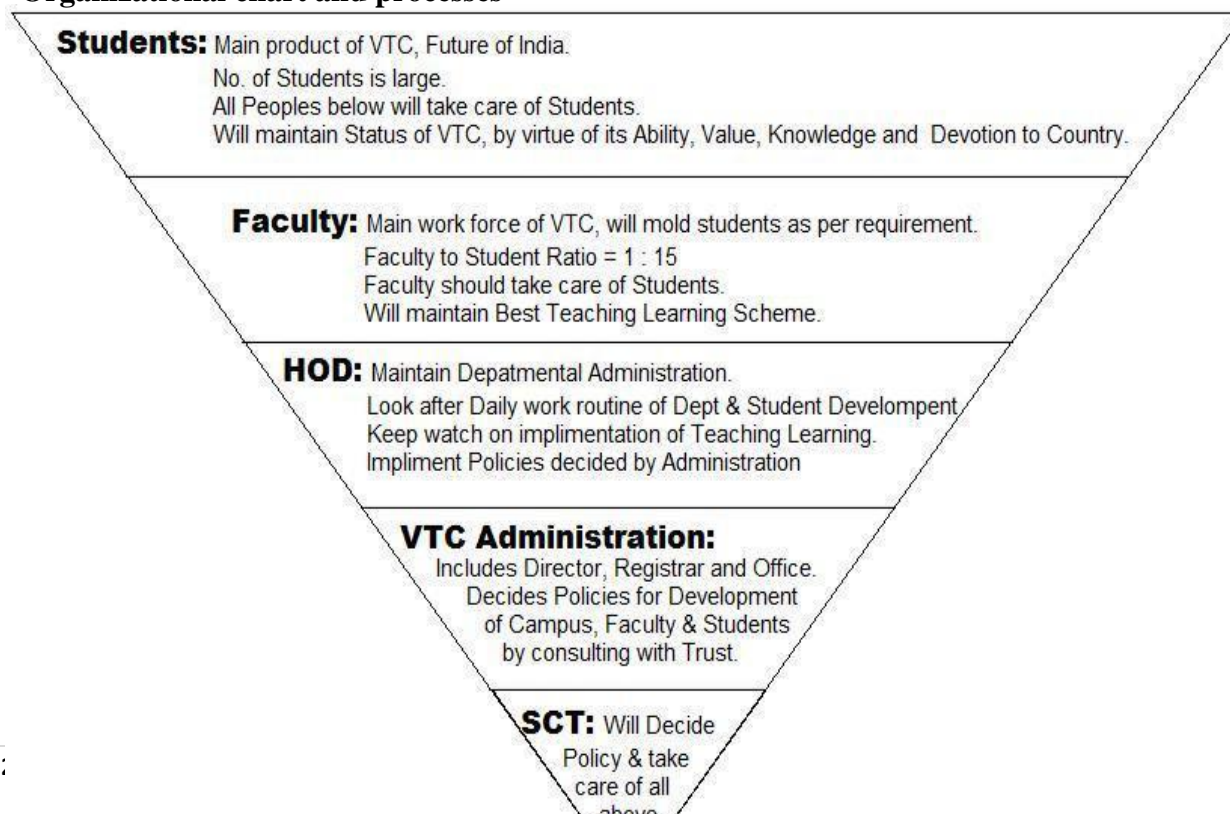 Organizational chart and processes
Students: Main product of VTC, Future of India.
No. of Students is large.
All Peoples below will take care of Students.
Will maintain Status of VTC, by virtue of its Ability, Value, Knowledge and Devotion to Country.
Faculty: Main work force of VTC, will mold students as per requirement.
Faculty to Student Ratio = 1 : 15
Faculty should take care of Students.
Will maintain Best Teaching Learning Scheme.
HOD: Maintain Depatmental Administration.
Look after Daily work routine of Dept & Student Develompent
Keep watch on implimentation of Teaching Learning.
Impliment Policies decided by Administration
VTC Administration:
Includes Director, Registrar and Office.
Decides Policies for Development
of Campus, Faculty & Students
by consulting with Trust.
SCT: Will Decide
Policy & take
care of all
above